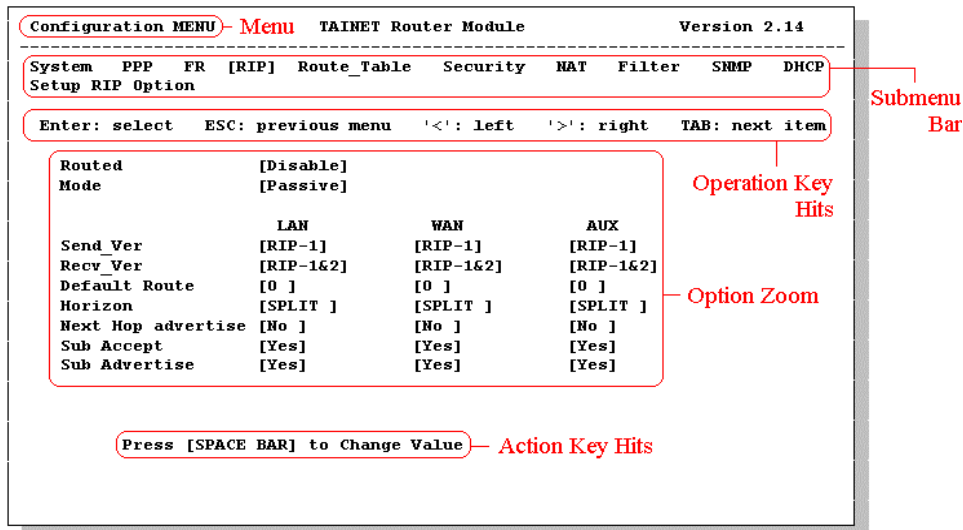 Configuration MENU Menu TAINET Router Module Version 2.14
System PPP FR [RIP] Route_Table Security NAT Filter SNMP DHCP
Setup RIP Option
Submenu Bar
Enter: select ESC: previous menu '<': left '>': right TAB: next item
Operation Key Hits
Routed [Disable]
Mode [Passive]
LAN WAN AUX
Send_Ver [RIP-1] [RIP-1] [RIP-1]
Recv_Ver [RIP-1&2] [RIP-1&2] [RIP-1&2]
Default Route [0 ] [0 ] [0 ]
Horizon [SPLIT ] [SPLIT ] [SPLIT ]
Next Hop advertise [No ] [No ] [No ]
Sub Accept [Yes] [Yes] [Yes]
Sub Advertise [Yes] [Yes] [Yes]
Option Zoom
Press [SPACE BAR] to Change Value Action Key Hits